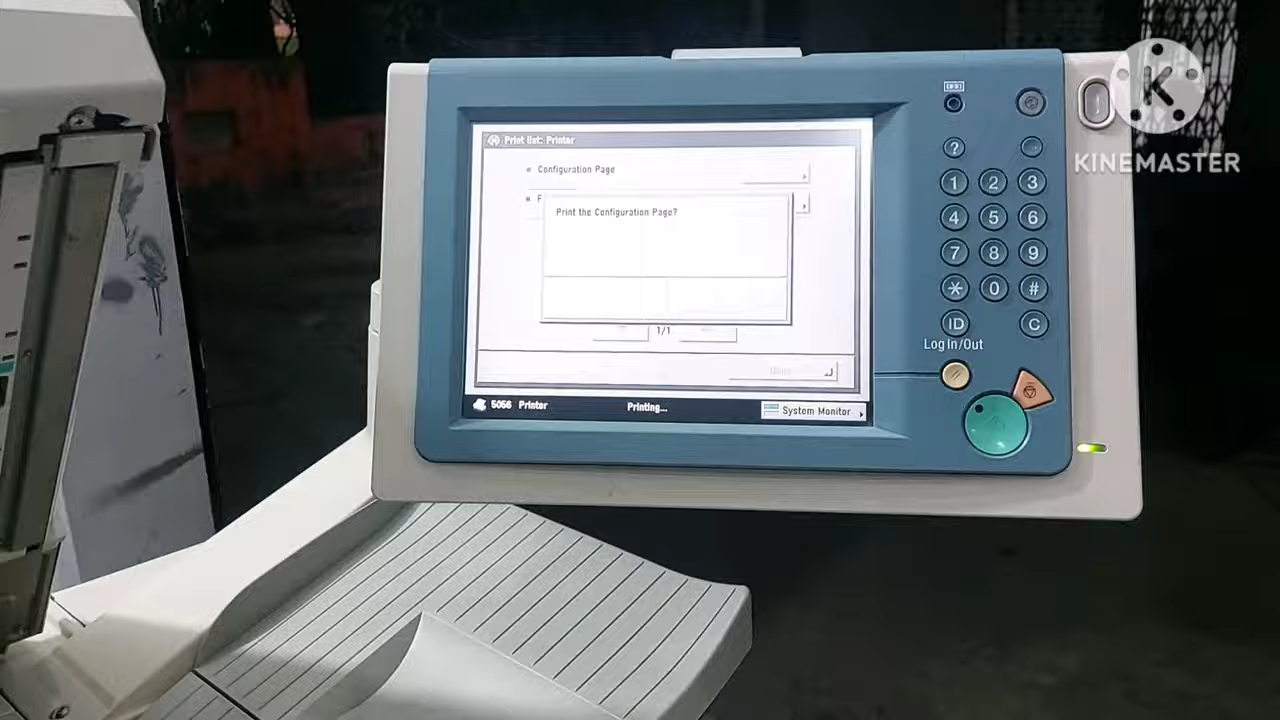 Print list: Printer
Configuration Page
Print the Configuration Page?
1/1
5056 Printer
Printing...
System Monitor
?
1 2 3
4 5 6
7 8 9
* 0 #
ID C
Log In/Out
K
KINEMASTER